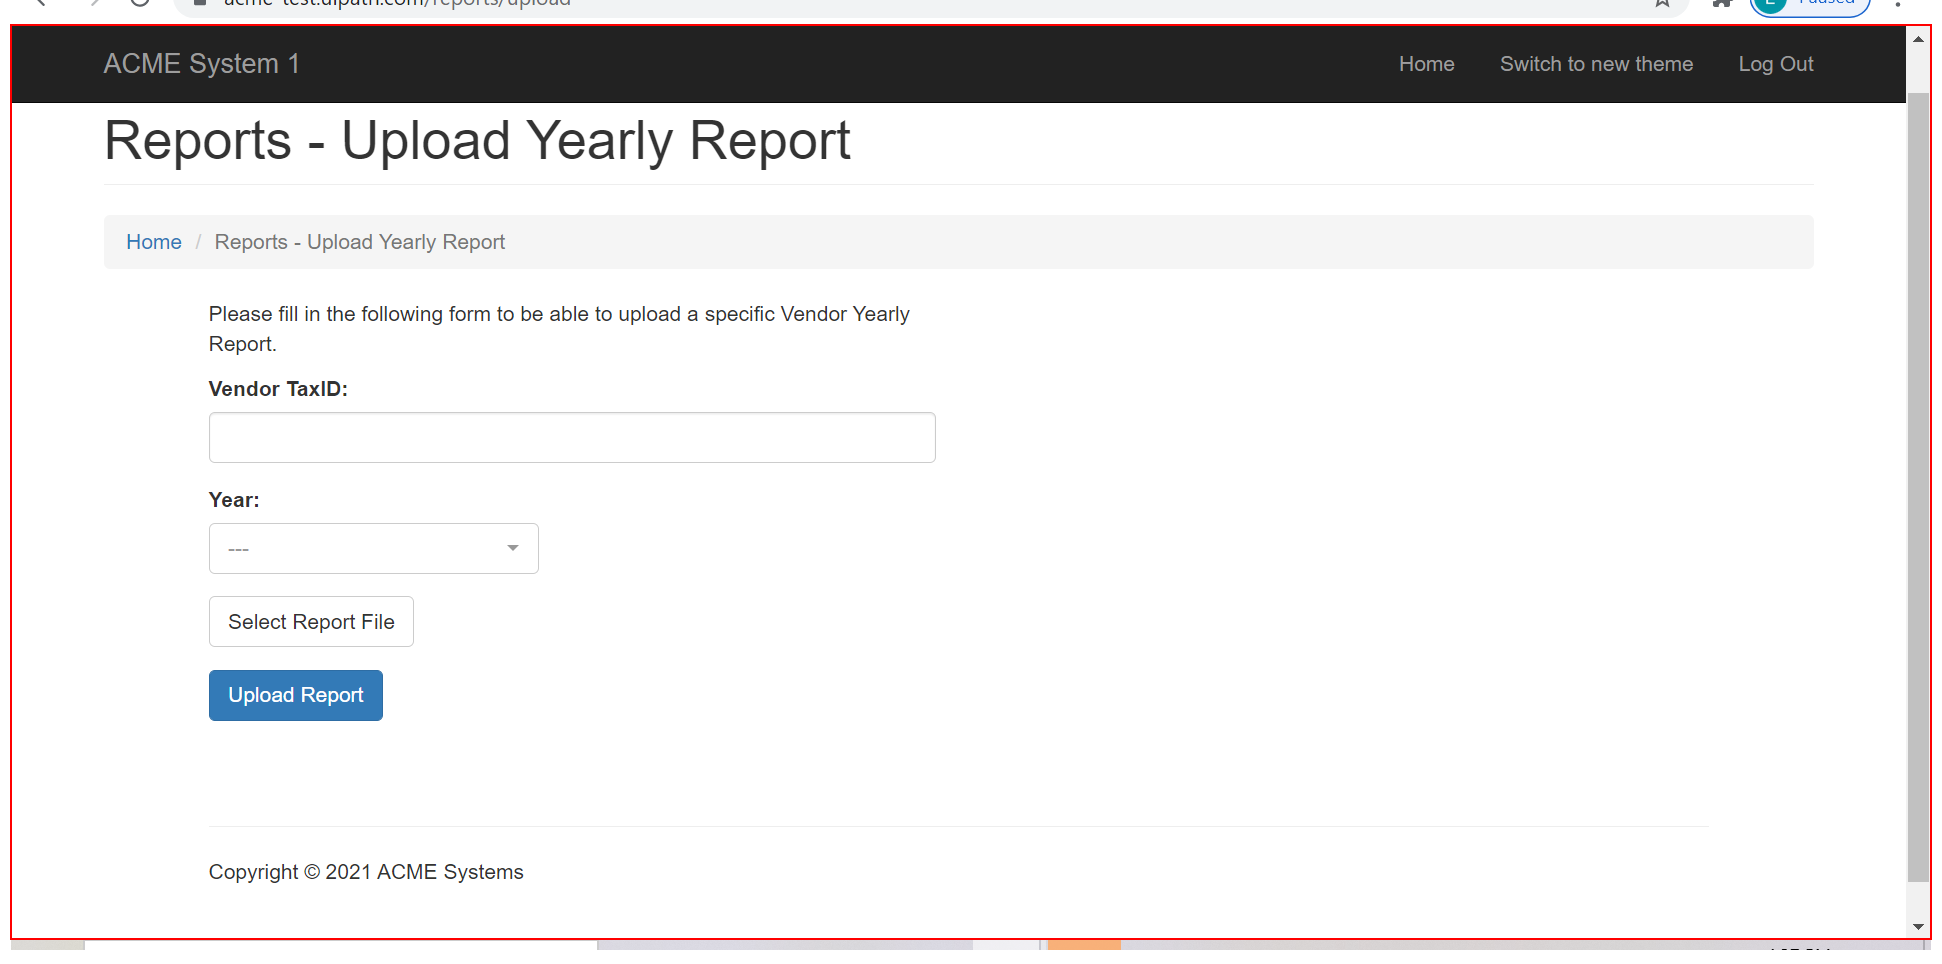 acme-test.uipath.com/reports/upload
Paused
ACME System 1
Home
Switch to new theme
Log Out
Reports - Upload Yearly Report
Home / Reports - Upload Yearly Report
Please fill in the following form to be able to upload a specific Vendor Yearly
Report.
Vendor TaxID:
Year:
---
Select Report File
Upload Report
Copyright © 2021 ACME Systems